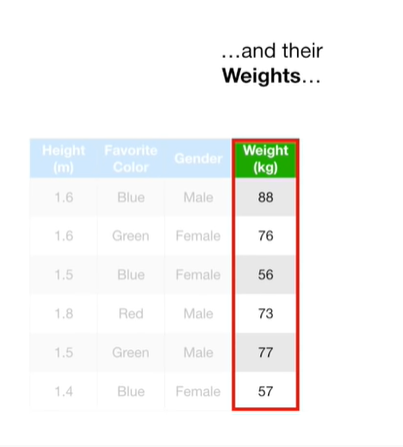 …and their
Weights…
Height Favorite Gender Weight
(m) Color (kg)
1.6 Blue Male 88
1.6 Green Female 76
1.5 Blue Female 56
1.8 Red Male 73
1.5 Green Male 77
1.4 Blue Female 57